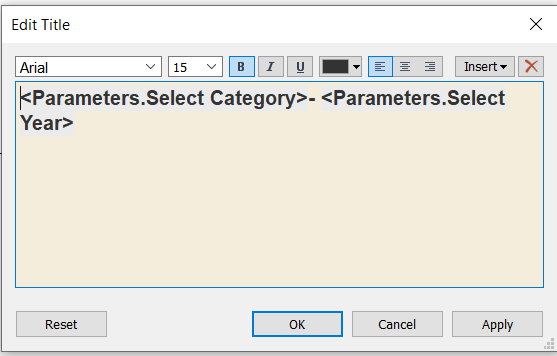 Edit Title
Arial 15 B I U Insert
<Parameters.Select Category>- <Parameters.Select
Year>
Reset OK Cancel Apply